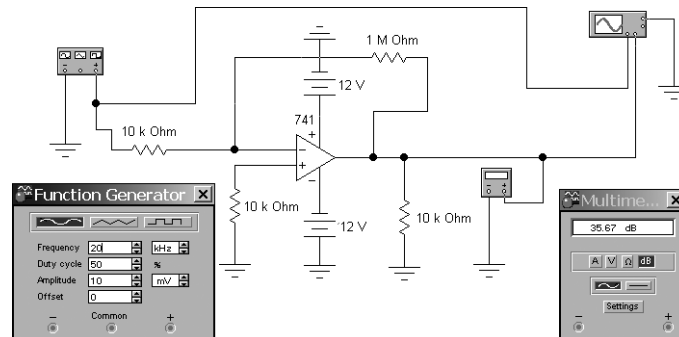 1 M Ohm
12 V
741
10 k Ohm
10 k Ohm
10 k Ohm
12 V
Function Generator
Frequency 20 kHz
Duty cycle 50 %
Amplitude 10 mV
Offset 0
− Common +
Multime...
35.67 dB
A V Ω dB
Settings
− +